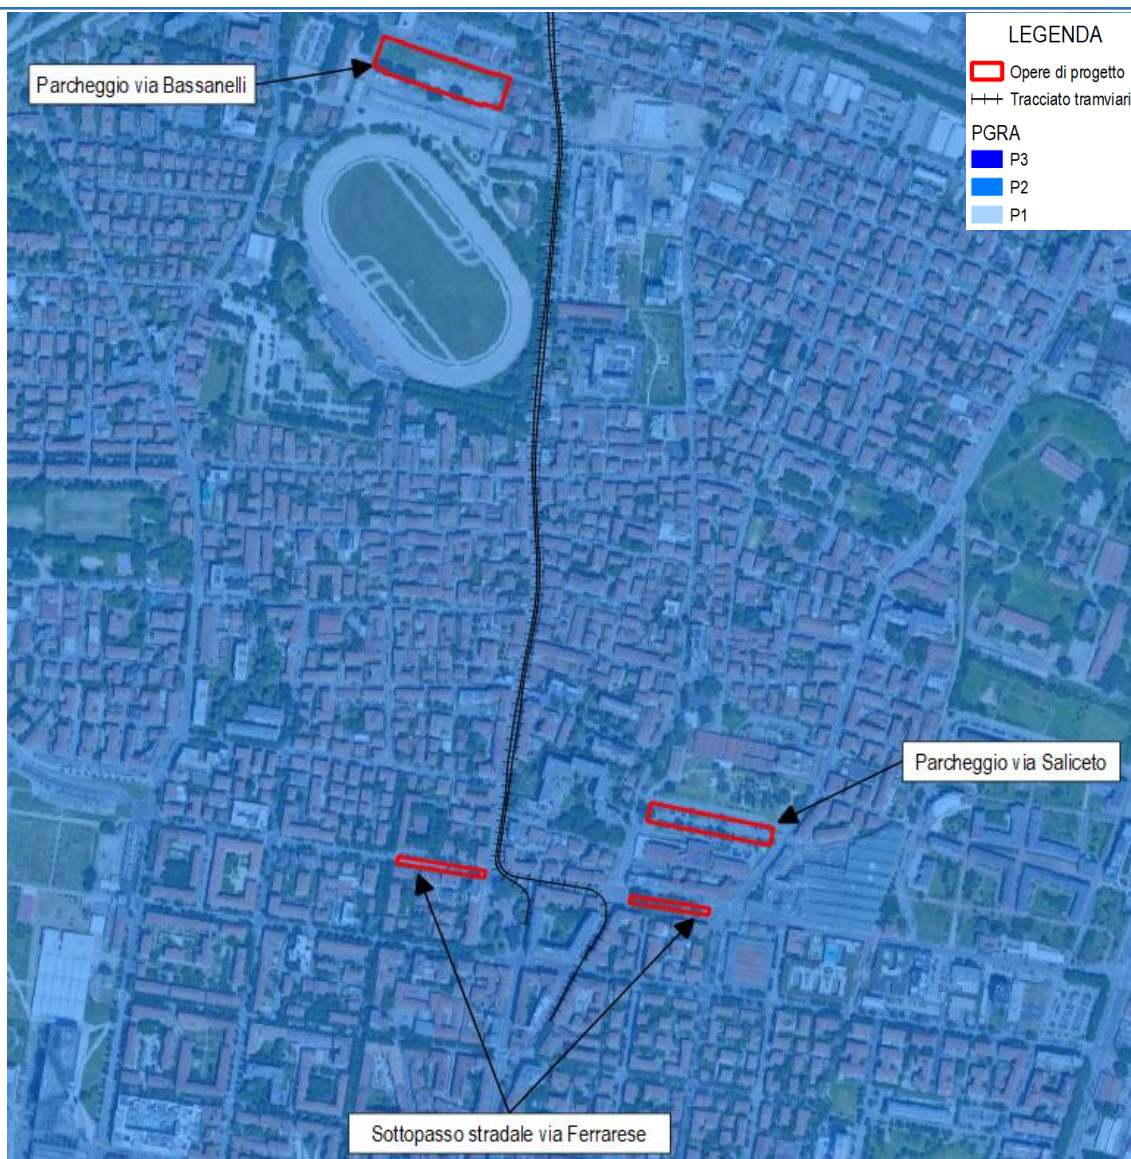 LEGENDA
Opere di progetto
Tracciato tramviari
PGRA
P3
P2
P1
Parcheggio via Bassanelli
Parcheggio via Saliceto
Sottopasso stradale via Ferrarese